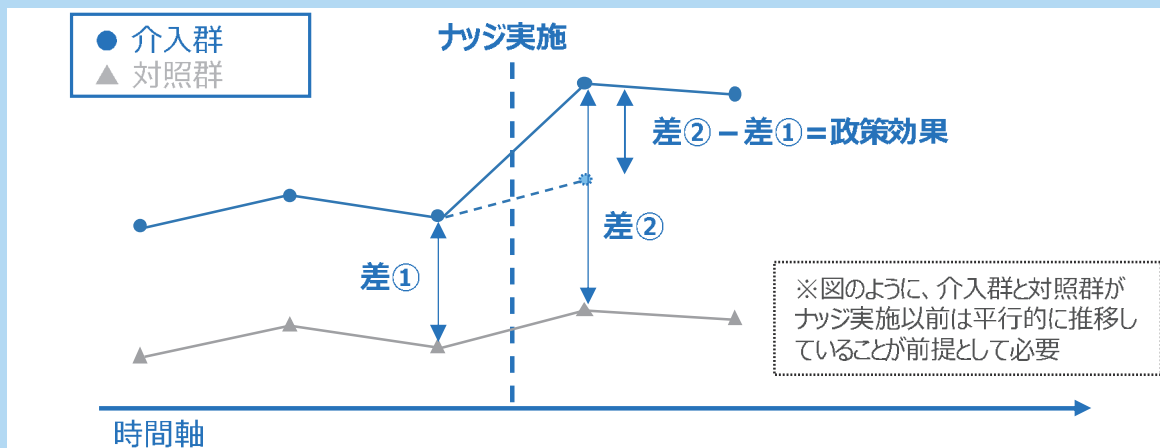 介入群
対照群
ナッジ実施
差②－差①＝政策効果
差②
差①
※図のように、介入群と対照群が
ナッジ実施以前は平行的に推移し
ていることが前提として必要
時間軸